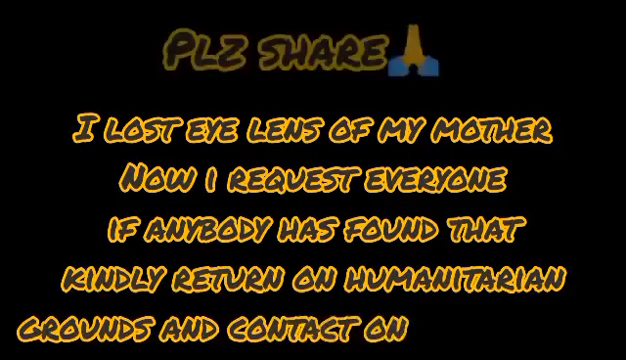 Plz share🙏
I lost eye lens of my mother
Now i request everyone
if anybody has found that
kindly return on humanitarian
grounds and contact on